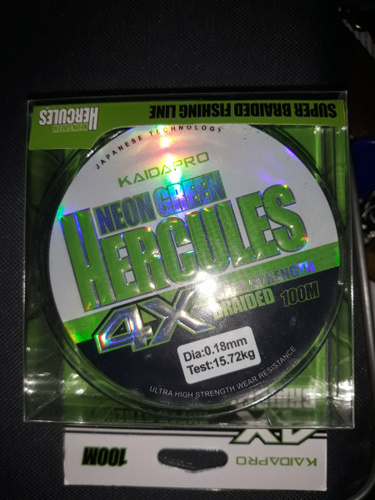 HERCULES
SUPER BRAIDED FISHING LINE
JAPANESE TECHNOLOGY
KAIDAPRO
NEON GREEN
HERCULES
4X
STRENGTH
BRAIDED 100M
Dia:0.18mm
Test:15.72kg
ULTRA HIGH STRENGTH WEAR RESISTANCE
4X
100M
KAIDAPRO